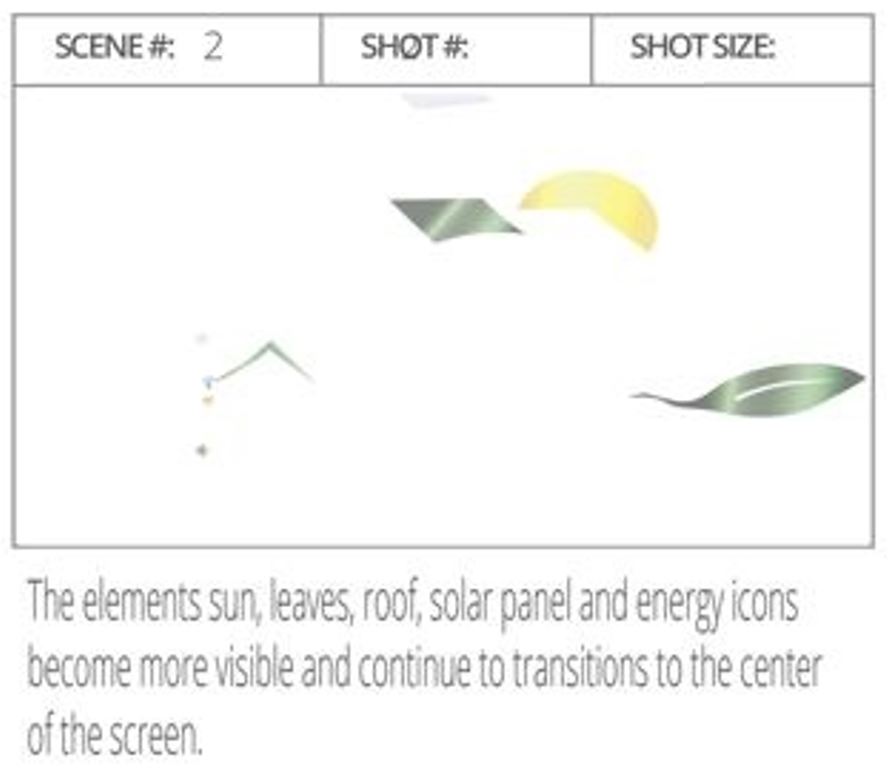 SCENE #: 2
SHOT #:
SHOT SIZE:
The elements sun, leaves, roof, solar panel and energy icons
become more visible and continue to transitions to the center
of the screen.